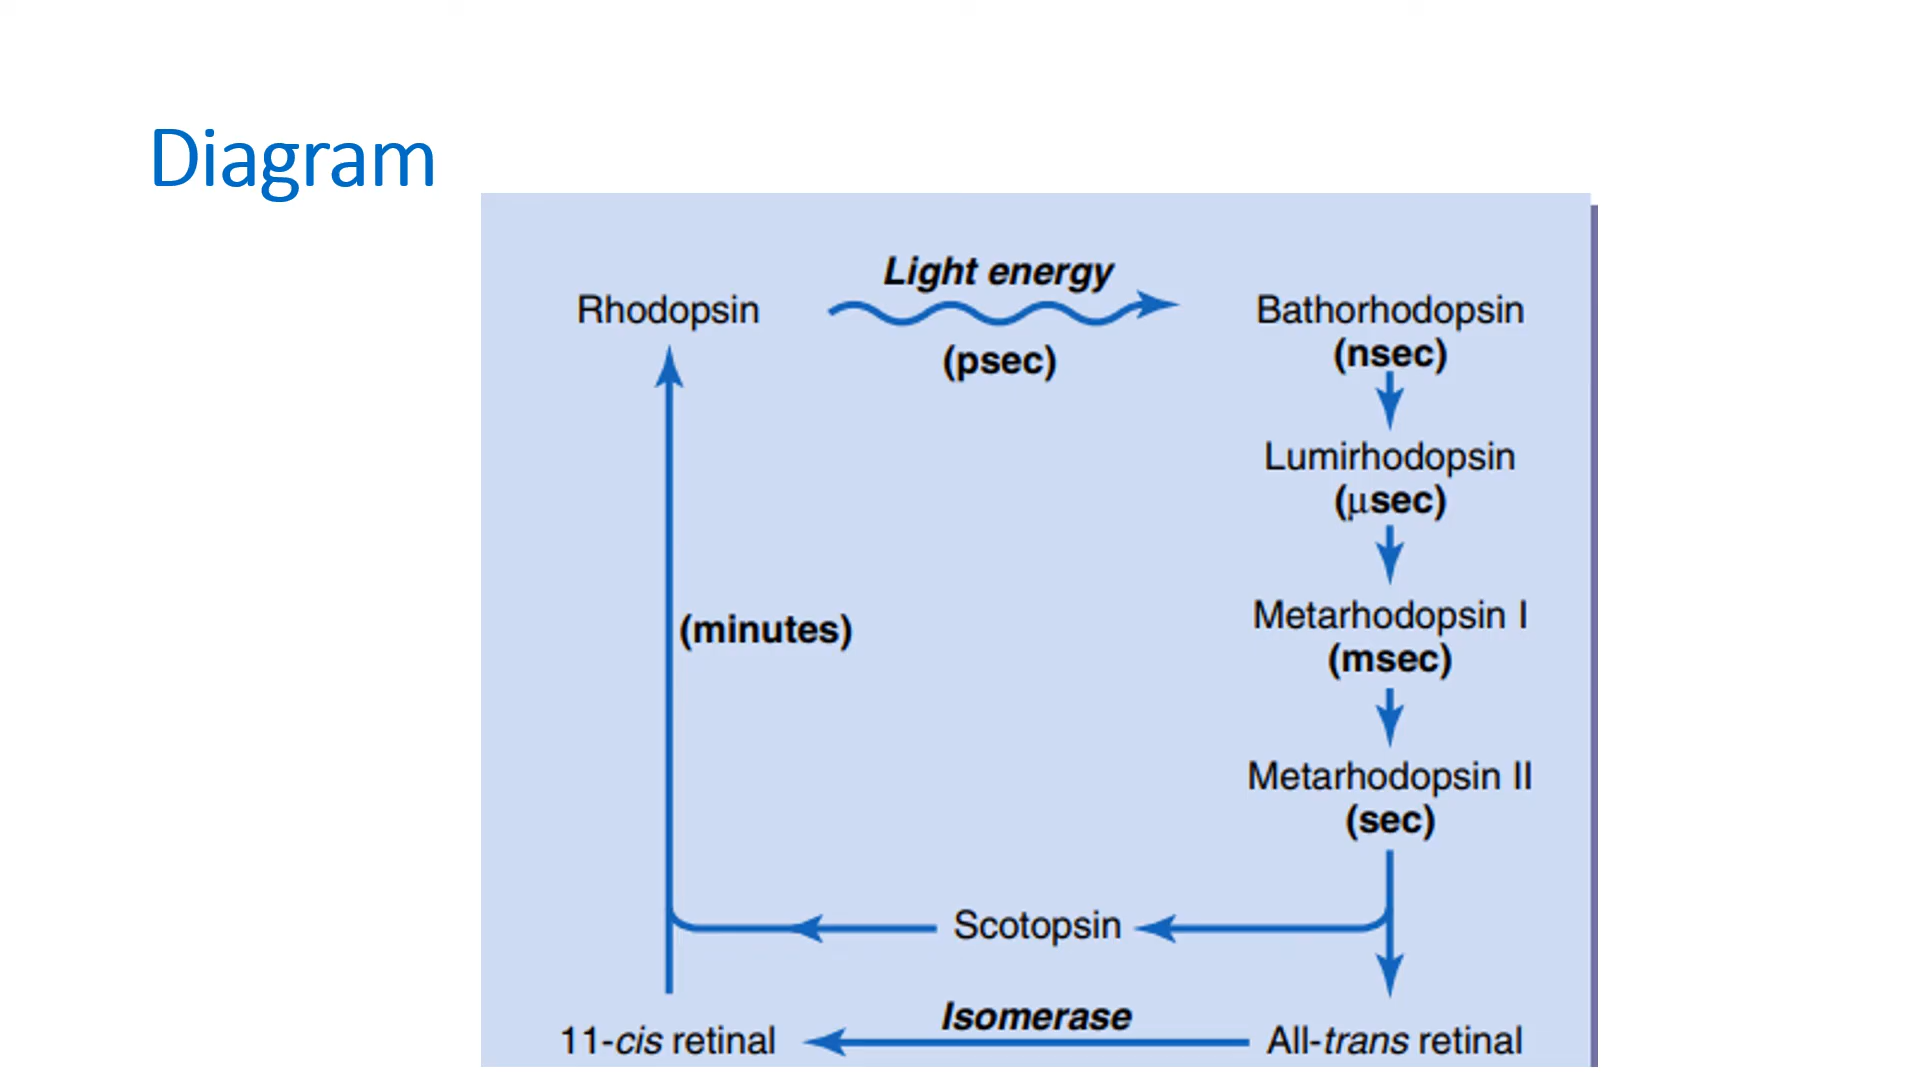 Diagram
Light energy
Rhodopsin
Bathorhodopsin
(psec)
(nsec)
Lumirhodopsin
(μsec)
(minutes)
Metarhodopsin I
(msec)
Metarhodopsin II
(sec)
Scotopsin
Isomerase
11-cis retinal
All-trans retinal